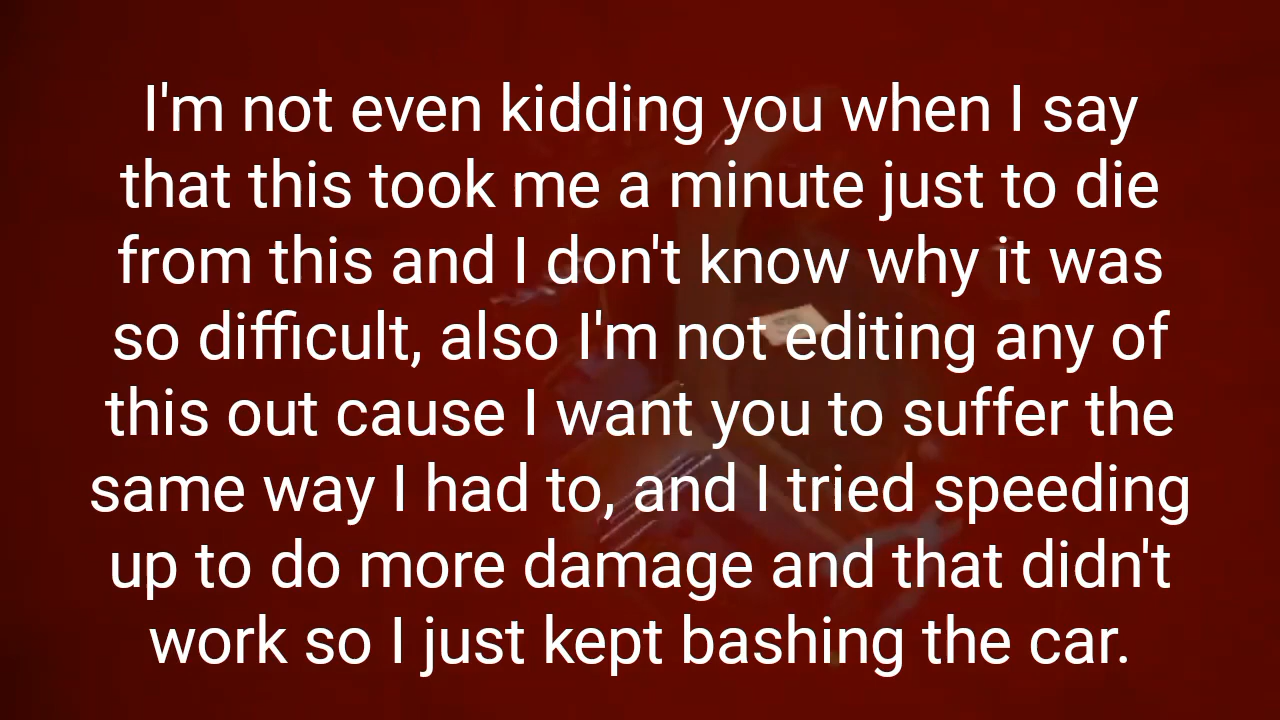 I'm not even kidding you when I say
that this took me a minute just to die
from this and I don't know why it was
so difficult, also I'm not editing any of
this out cause I want you to suffer the
same way I had to, and I tried speeding
up to do more damage and that didn't
work so I just kept bashing the car.